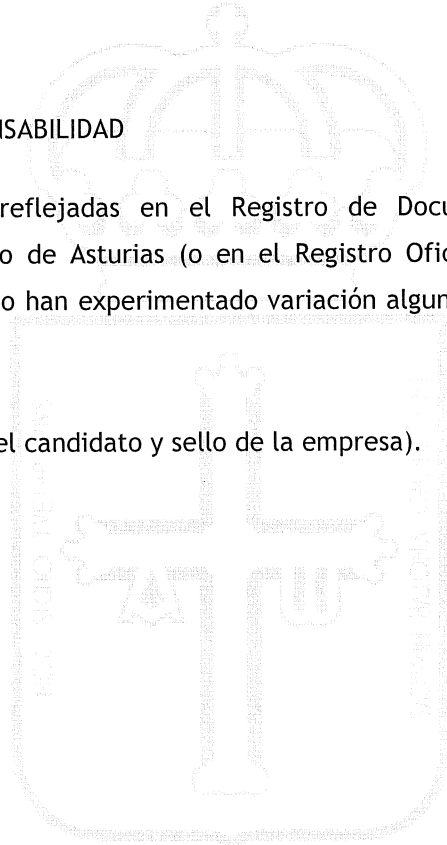 NSABILIDAD
reflejadas en el Registro de Docu
o de Asturias (o en el Registro Ofic
o han experimentado variación algun
el candidato y sello de la empresa).